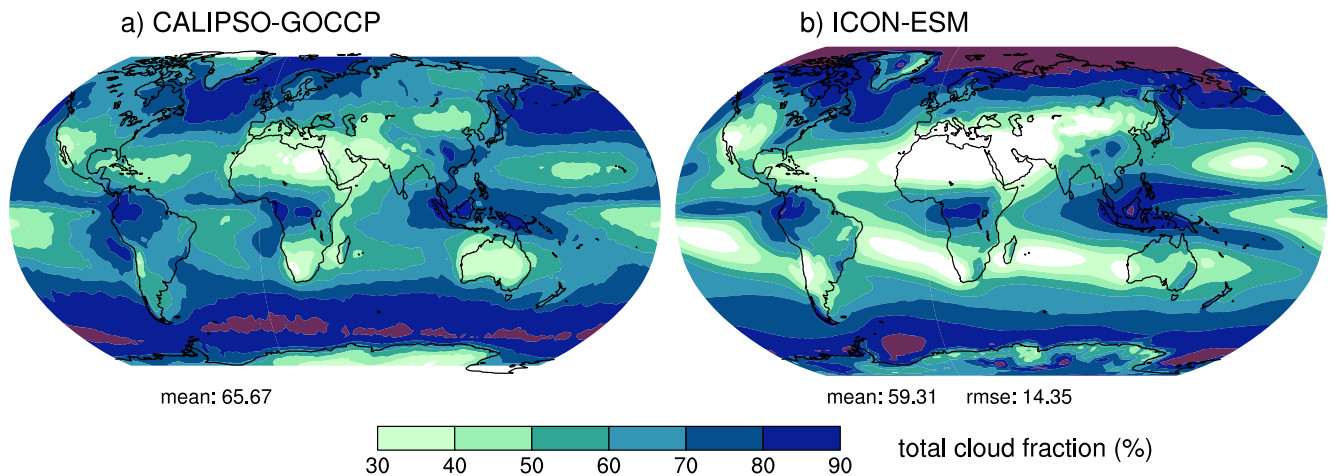 a) CALIPSO-GOCCP
b) ICON-ESM
mean: 65.67
mean: 59.31 rmse: 14.35
30 40 50 60 70 80 90
total cloud fraction (%)